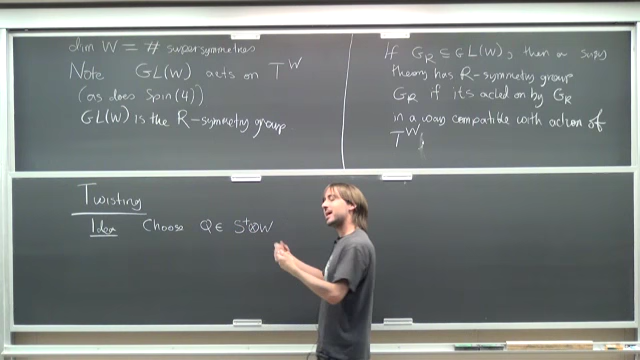 dim W = # supersymmetries
Note GL(W) acts on T^W
(as does Spin(4))
GL(W) is the R-symmetry group
If G_R ⊆ GL(W), then a susy
theory has R-symmetry group
G_R if its acted on by G_R
in a way compatible with action of
T^W.
Twisting
Idea Choose Q ∈ S⁺⊗W